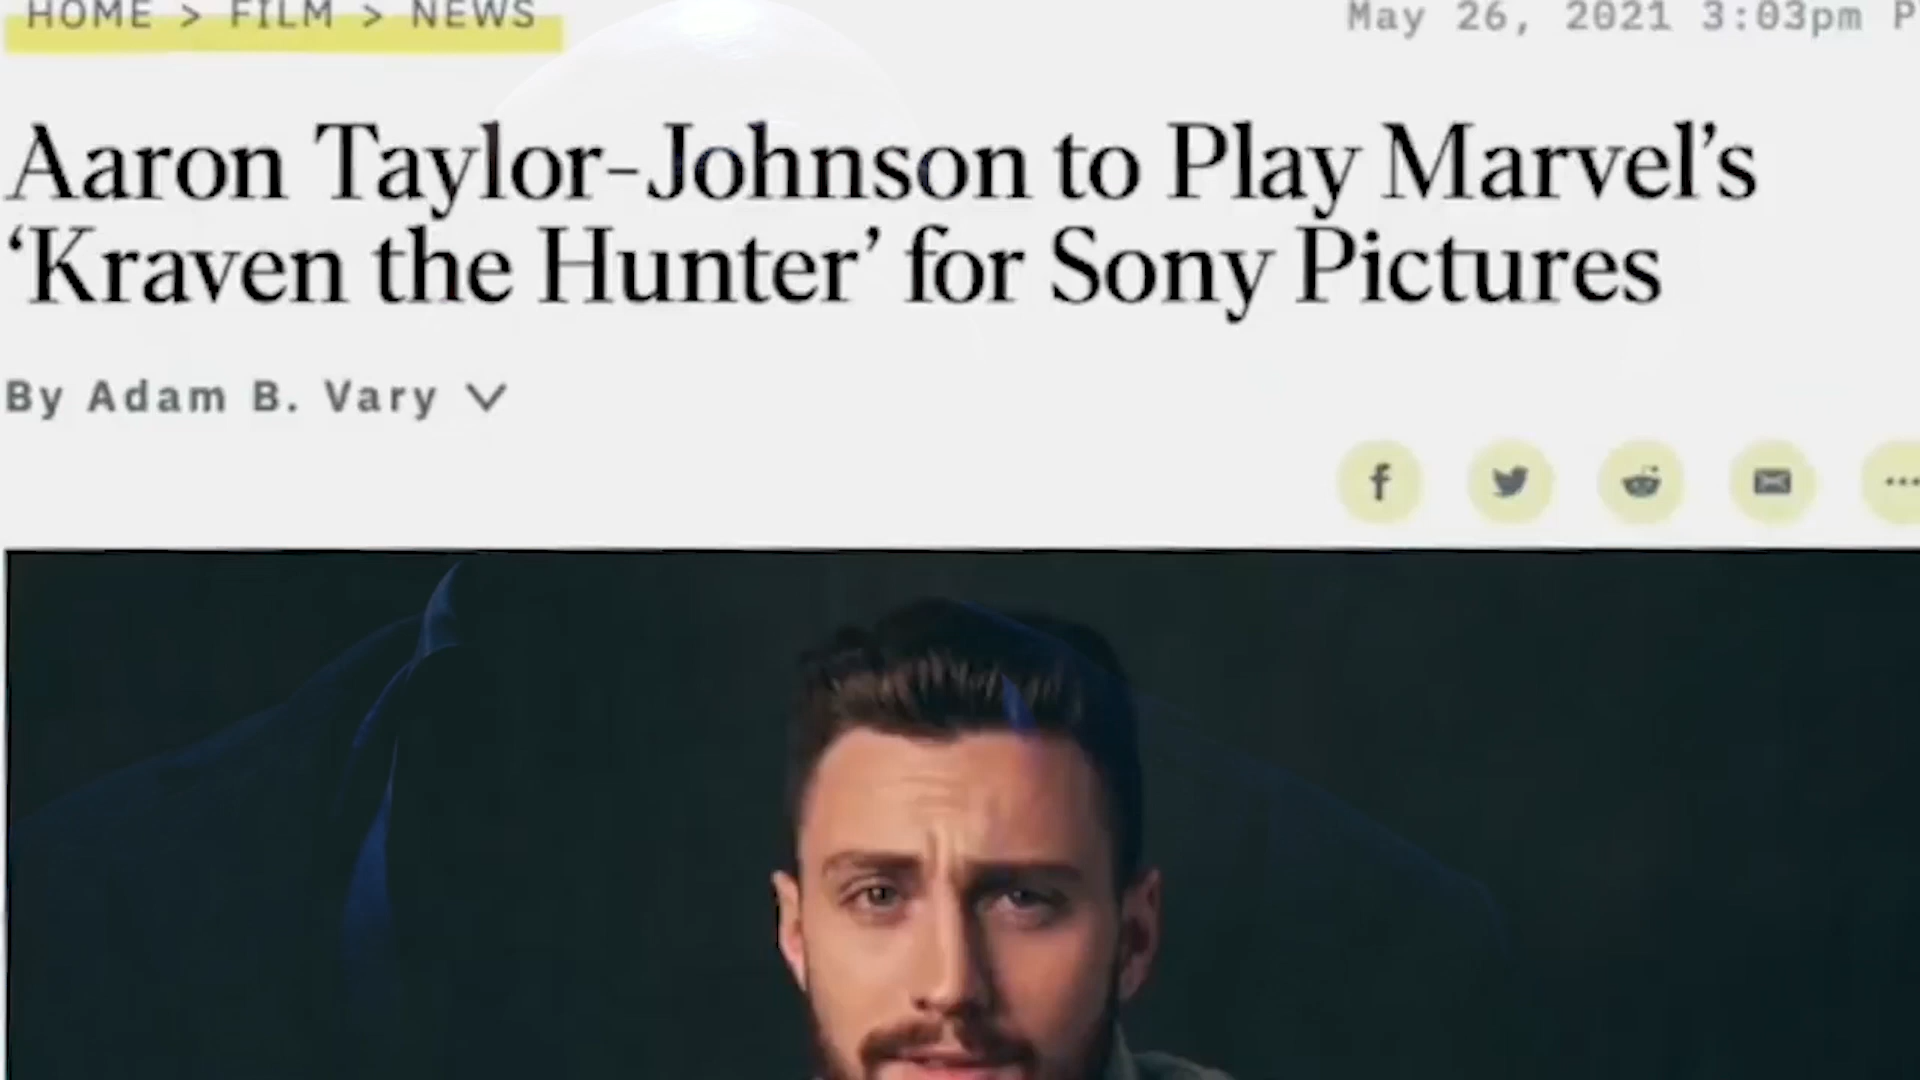 HOME > FILM > NEWS
May 26, 2021 3:03pm
Aaron Taylor-Johnson to Play Marvel's
‘Kraven the Hunter’ for Sony Pictures
By Adam B. Vary